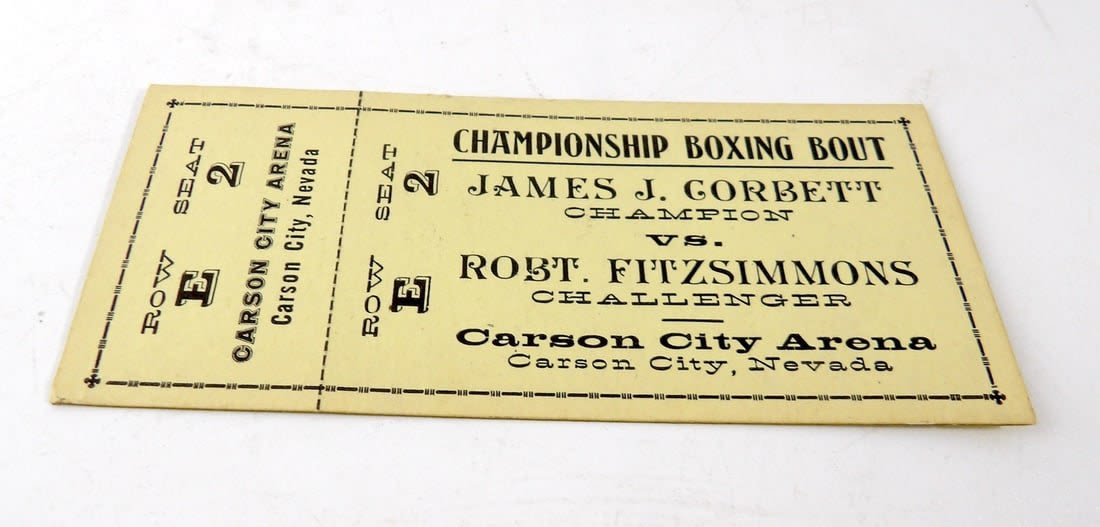 ROW E SEAT 2
CARSON CITY ARENA
Carson City, Nevada
ROW E SEAT 2
CHAMPIONSHIP BOXING BOUT
JAMES J. CORBETT
CHAMPION
VS.
ROBT. FITZSIMMONS
CHALLENGER
Carson City Arena
Carson City, Nevada